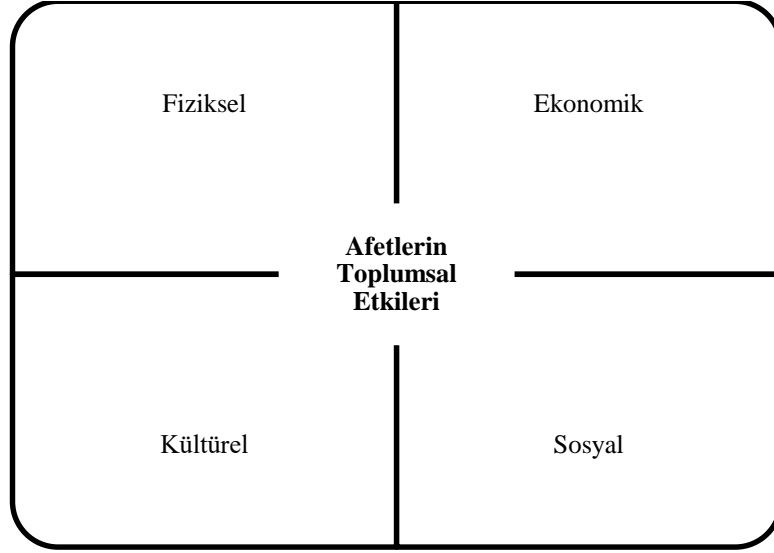 Fiziksel
Ekonomik
Afetlerin
Toplumsal
Etkileri
Kültürel
Sosyal